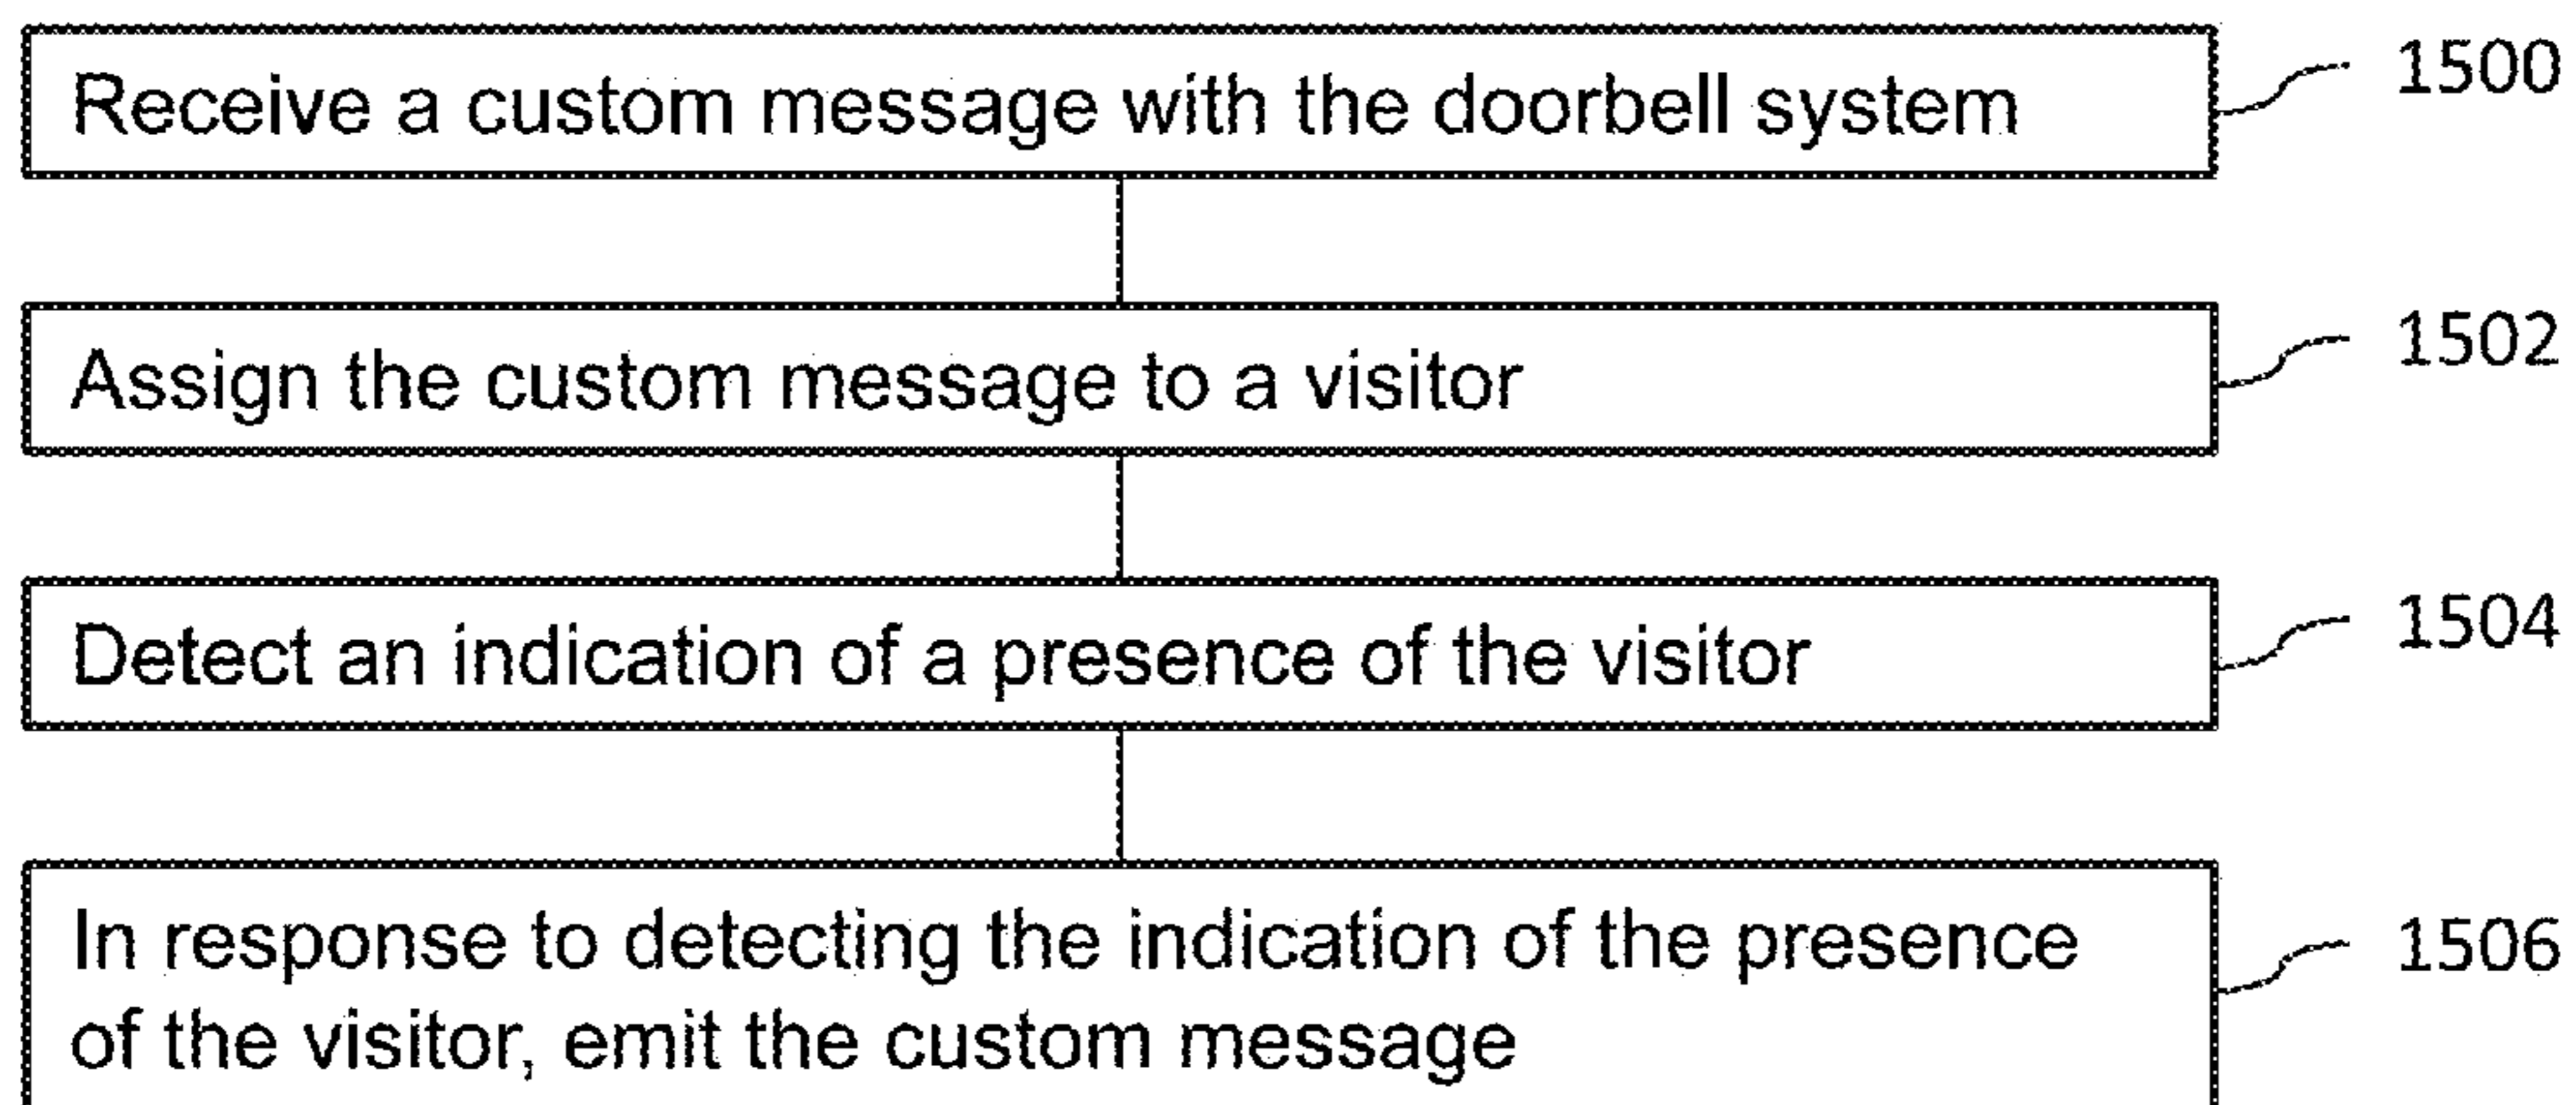 Receive a custom message with the doorbell system 1500
Assign the custom message to a visitor 1502
Detect an indication of a presence of the visitor 1504
In response to detecting the indication of the presence 1506
of the visitor, emit the custom message